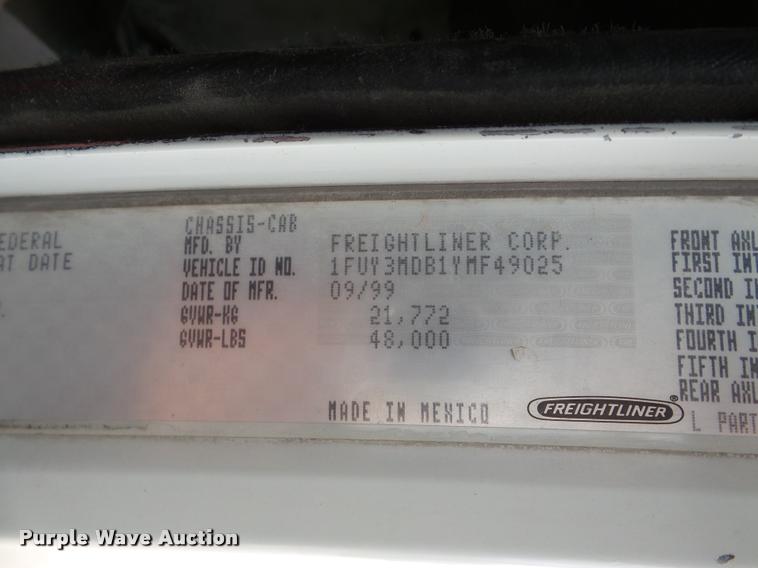 EDERAL
AT DATE
CHASSIS-CAB
MFD. BY FREIGHTLINER CORP.
VEHICLE ID NO. 1FUY3MDB1YMF49025
DATE OF MFR. 09/99
GVWR-KG 21,772
GVWR-LBS 48,000
MADE IN MEXICO
FREIGHTLINER®
FRONT AXL
FIRST INT
SECOND I
THIRD INT
FOURTH I
FIFTH IN
REAR AXL
L PART
Purple Wave Auction